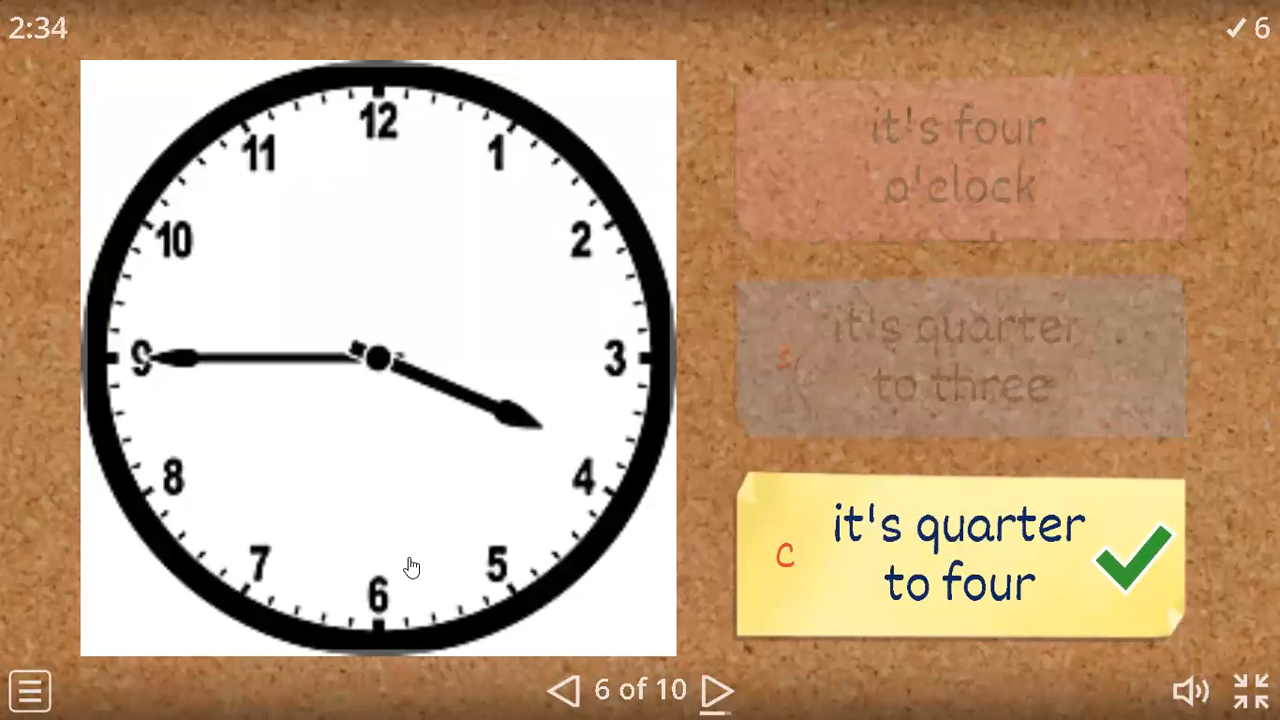 2:34
6
12
11
1
10
2
9
3
8
4
7
5
6
it's four
o'clock
it's quarter
to three
c
it's quarter
to four
6 of 10